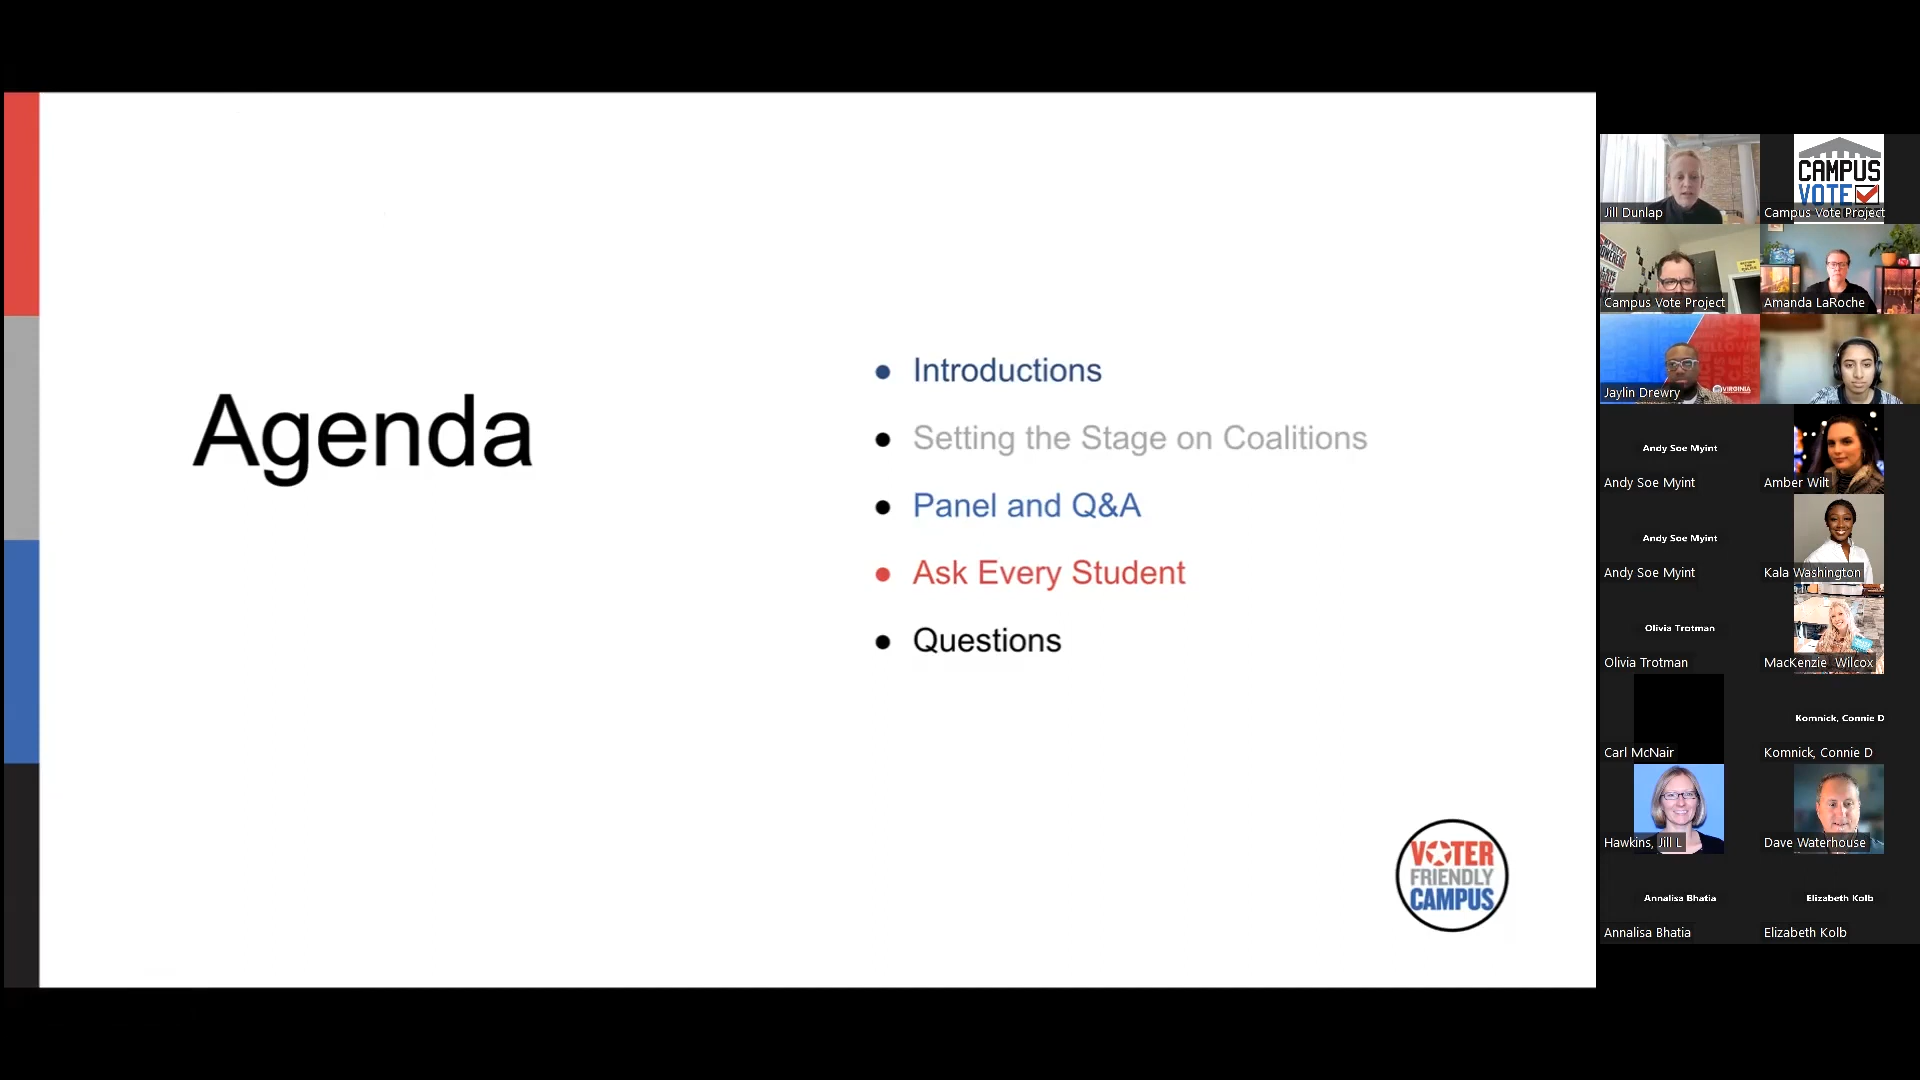 Agenda
Introductions
Setting the Stage on Coalitions
Panel and Q&A
Ask Every Student
Questions
VOTER
FRIENDLY
CAMPUS
Jill Dunlap
CAMPUS
VOTE
Campus Vote Project
Campus Vote Project
Amanda LaRoche
VIRGINIA
Jaylin Drewry
Andy Soe Myint
Andy Soe Myint
Amber Wilt
Andy Soe Myint
Andy Soe Myint
Kala Washington
Olivia Trotman
Olivia Trotman
MacKenzie Wilcox
Carl McNair
Komnick, Connie D
Komnick, Connie D
Hawkins, Jill L
Dave Waterhouse
Annalisa Bhatia
Annalisa Bhatia
Elizabeth Kolb
Elizabeth Kolb